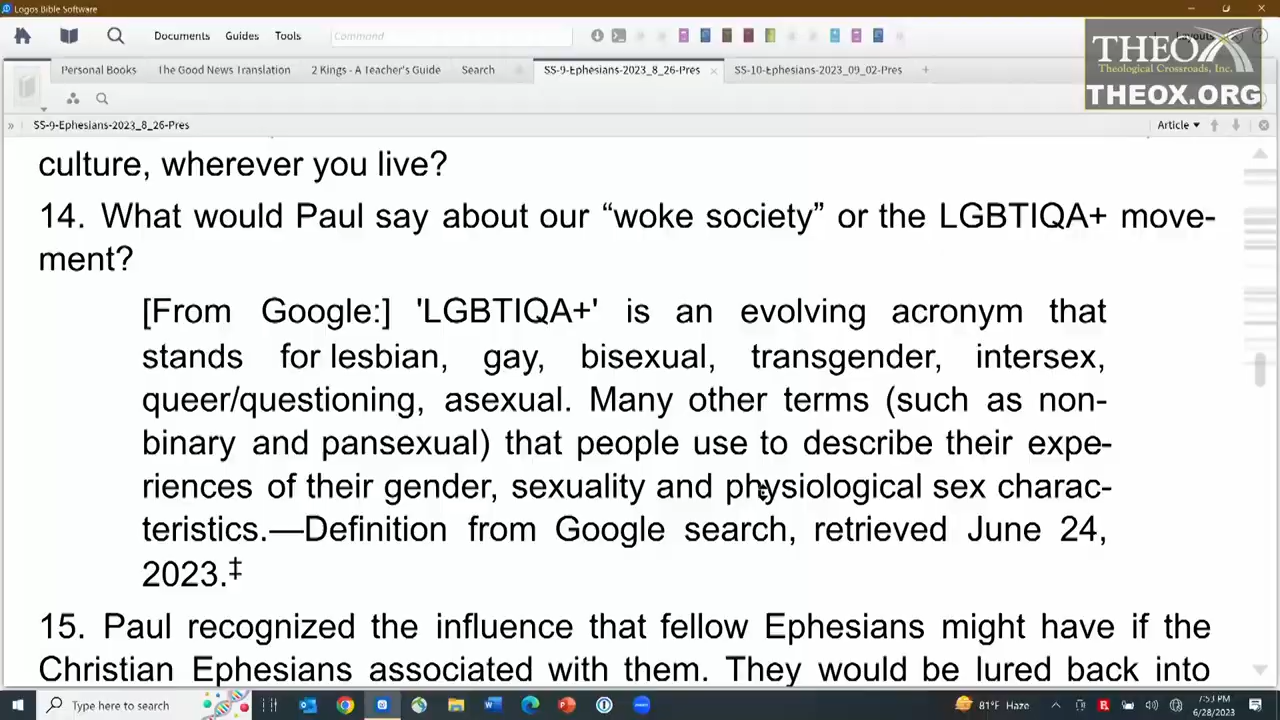 Logos Bible Software
Documents Guides Tools Command
THEOX
Theological Crossroads, Inc.
THEOX.ORG
Personal Books The Good News Translation 2 Kings - A Teacher's Guide SS-9-Ephesians-2023_8_26-Pres SS-10-Ephesians-2023_09_02-Pres
SS-9-Ephesians-2023_8_26-Pres Article
culture, wherever you live?
14. What would Paul say about our “woke society” or the LGBTIQA+ move-
ment?
[From Google:] 'LGBTIQA+' is an evolving acronym that
stands for lesbian, gay, bisexual, transgender, intersex,
queer/questioning, asexual. Many other terms (such as non-
binary and pansexual) that people use to describe their expe-
riences of their gender, sexuality and physiological sex charac-
teristics.—Definition from Google search, retrieved June 24,
2023.‡
15. Paul recognized the influence that fellow Ephesians might have if the
Christian Ephesians associated with them. They would be lured back into
Type here to search 81°F Haze 7:53 PM
6/28/2023